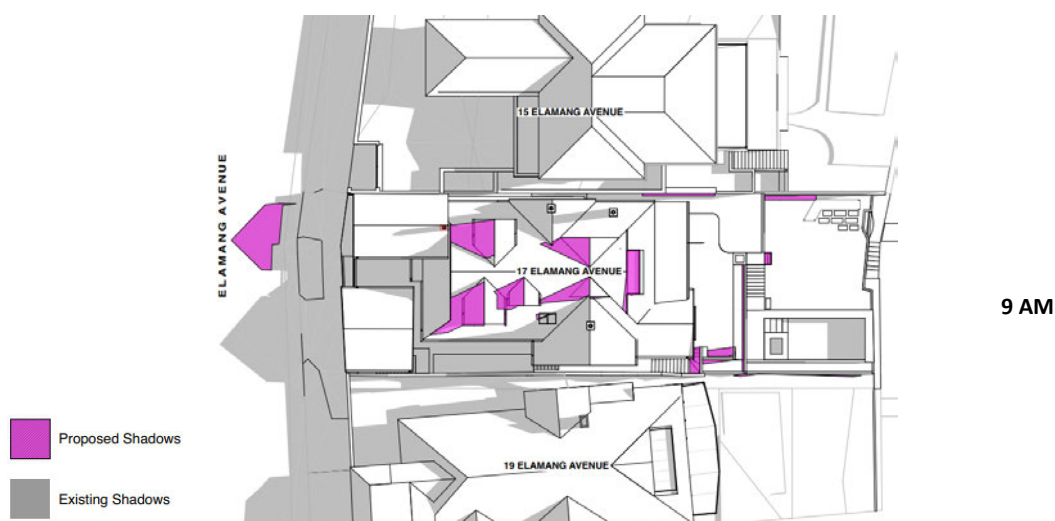 15 ELAMANG AVENUE
ELAMANG AVENUE
17 ELAMANG AVENUE
9 AM
Proposed Shadows
19 ELAMANG AVENUE
Existing Shadows